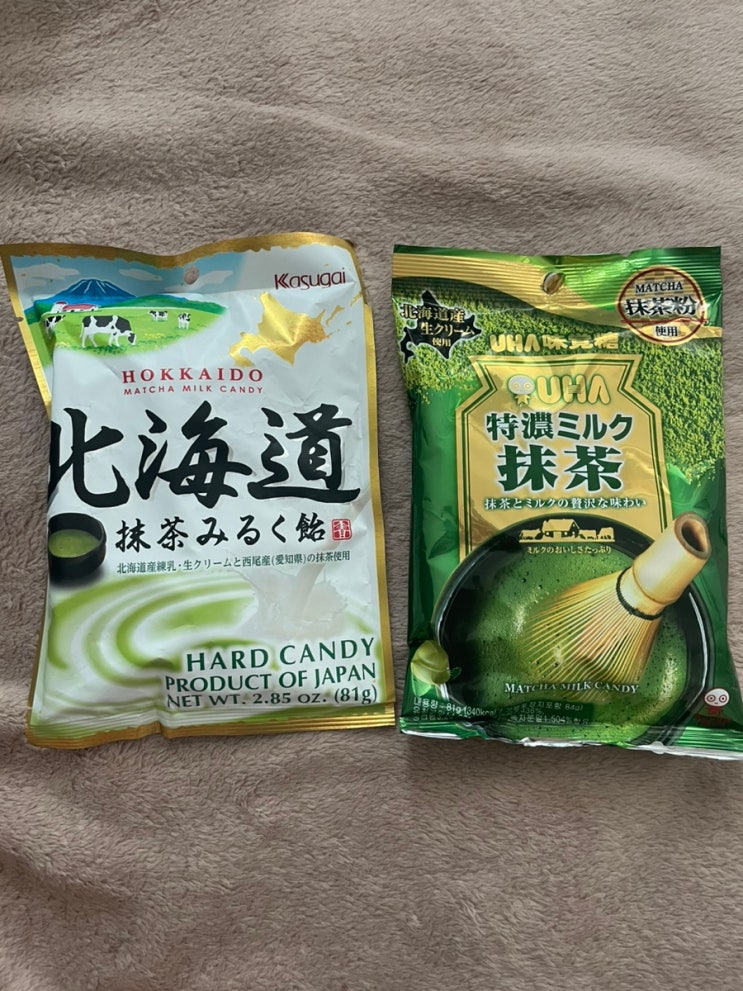 Kasugai
HOKKAIDO
MATCHA MILK CANDY
北海道
抹茶みるく飴
北海道産練乳・生クリームと西尾産(愛知県)の抹茶使用
HARD CANDY
PRODUCT OF JAPAN
NET WT. 2.85 OZ. (81g)
MATCHA
抹茶粉
使用
北海道産
生クリーム
使用
UHA味覚糖
UHA
特濃ミルク
抹茶
抹茶とミルクの贅沢な味わい
ミルクのおいしさたっぷり
MATCHA MILK CANDY
81g (340kcal)
84g)